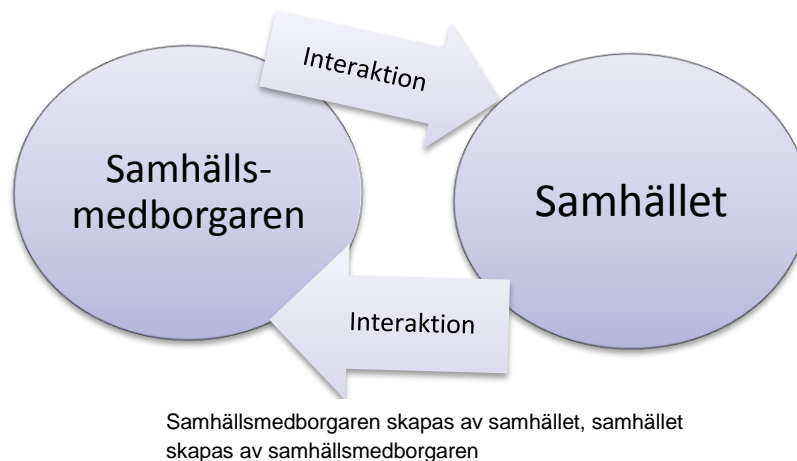 Interaktion
Samhälls-
medborgaren
Samhället
Interaktion
Samhällsmedborgaren skapas av samhället, samhället
skapas av samhällsmedborgaren